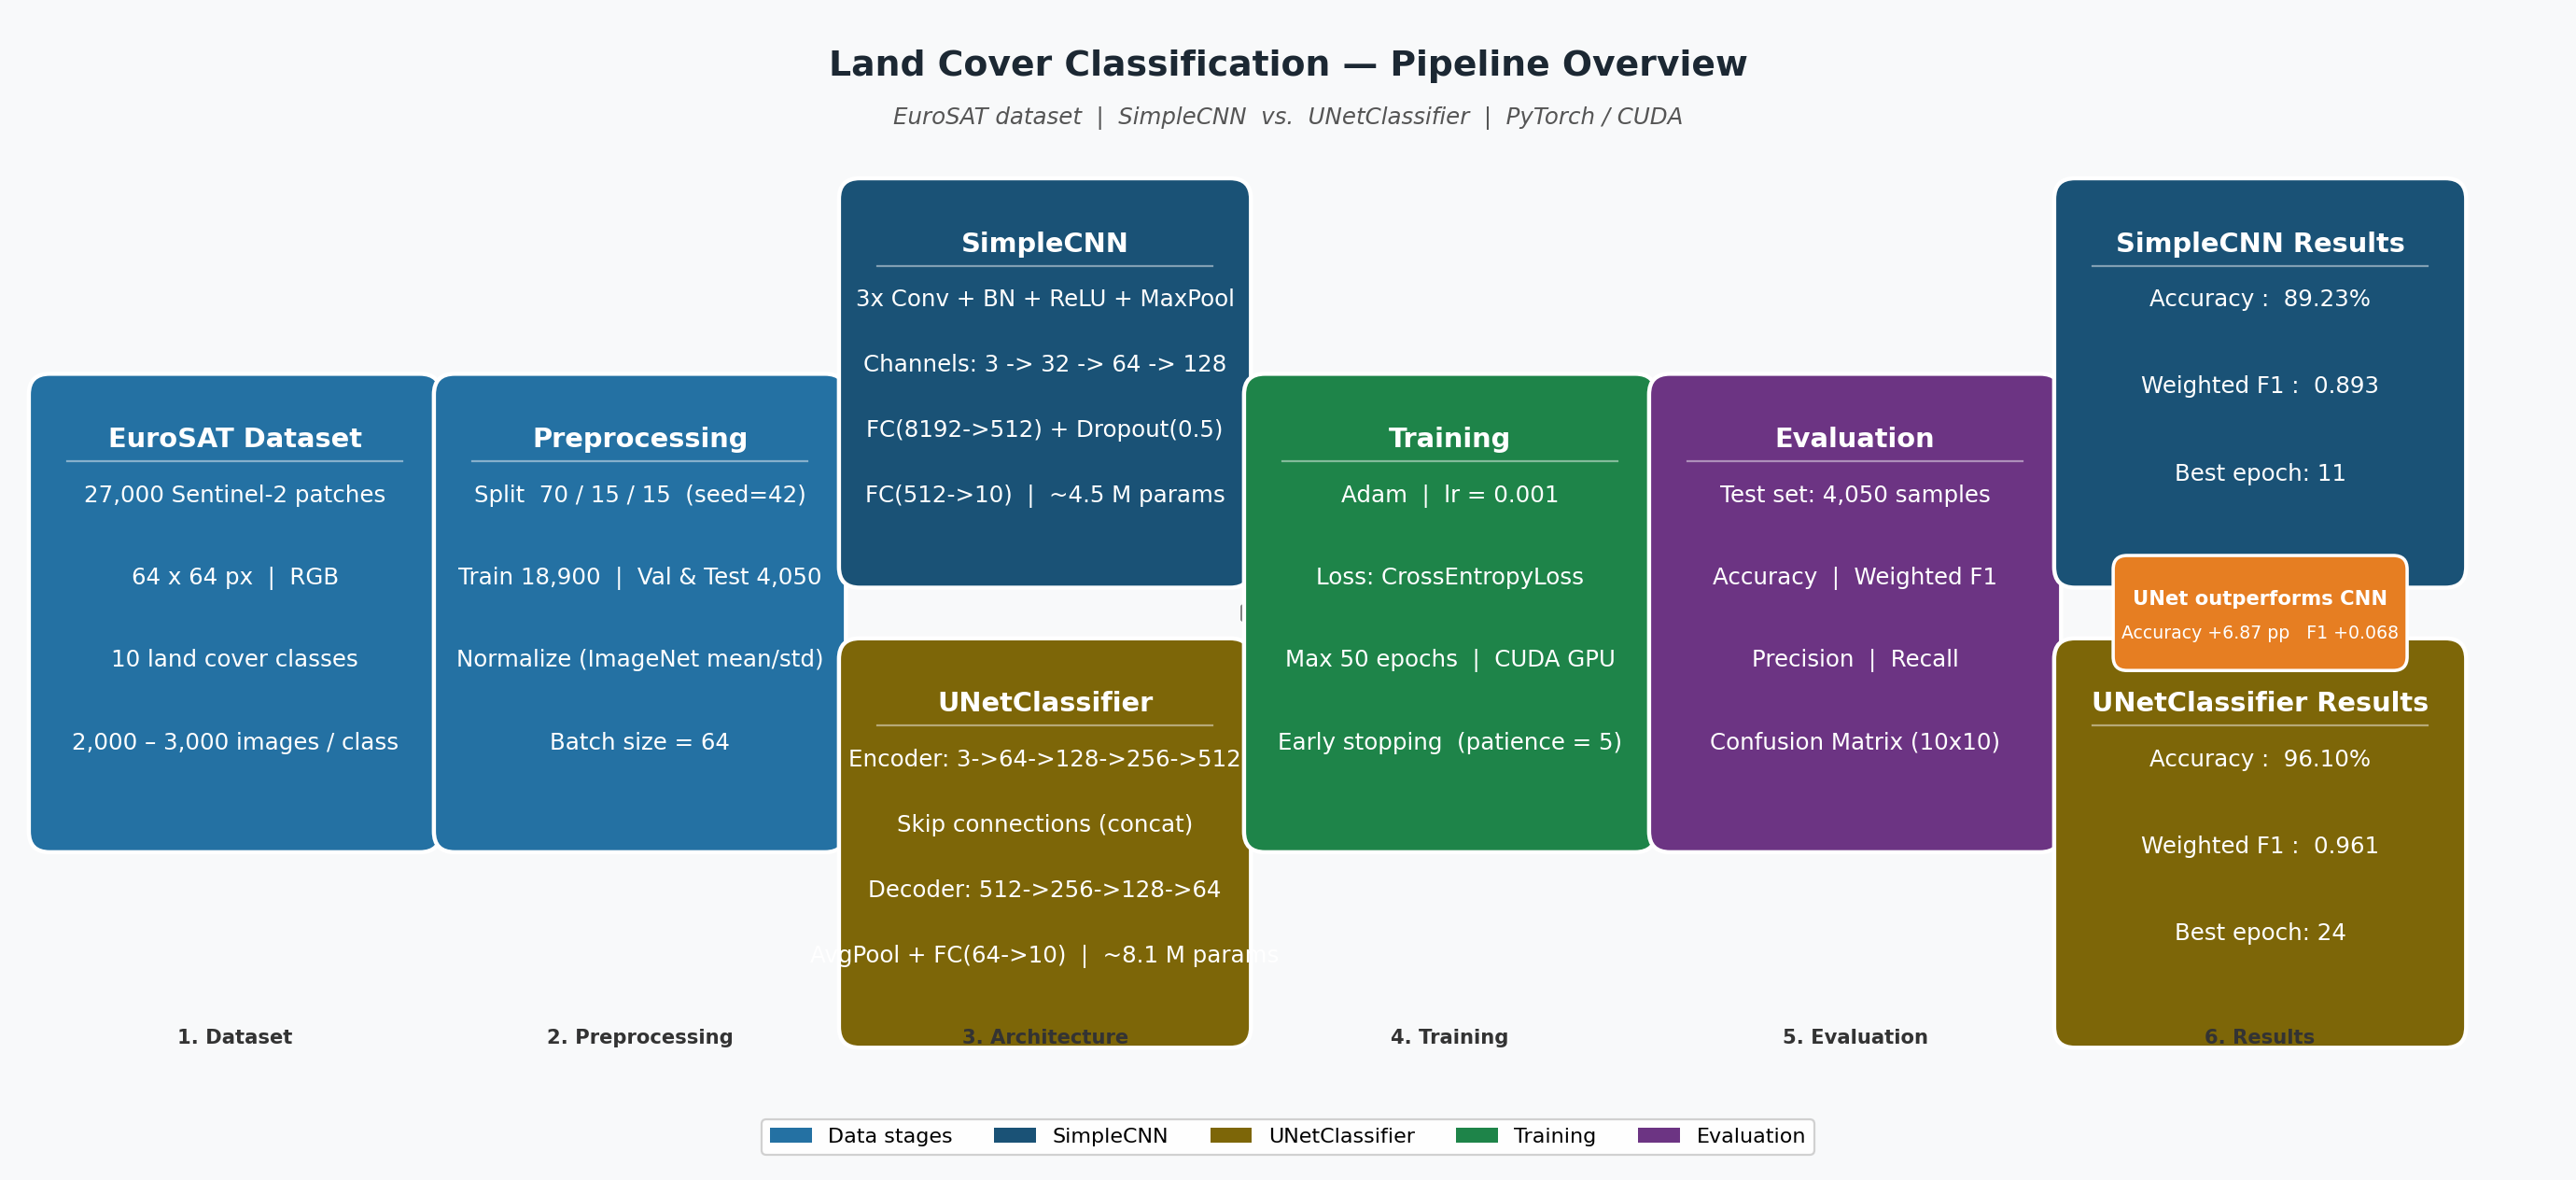 Land Cover Classification — Pipeline Overview
EuroSAT dataset | SimpleCNN vs. UNetClassifier | PyTorch / CUDA
EuroSAT Dataset
27,000 Sentinel-2 patches
64 x 64 px | RGB
10 land cover classes
2,000 – 3,000 images / class
Preprocessing
Split 70 / 15 / 15 (seed=42)
Train 18,900 | Val & Test 4,050
Normalize (ImageNet mean/std)
Batch size = 64
SimpleCNN
3x Conv + BN + ReLU + MaxPool
Channels: 3 -> 32 -> 64 -> 128
FC(8192->512) + Dropout(0.5)
FC(512->10) | ~4.5 M params
UNetClassifier
Encoder: 3->64->128->256->512
Skip connections (concat)
Decoder: 512->256->128->64
AvgPool + FC(64->10) | ~8.1 M params
Training
Adam | lr = 0.001
Loss: CrossEntropyLoss
Max 50 epochs | CUDA GPU
Early stopping (patience = 5)
Evaluation
Test set: 4,050 samples
Accuracy | Weighted F1
Precision | Recall
Confusion Matrix (10x10)
SimpleCNN Results
Accuracy : 89.23%
Weighted F1 : 0.893
Best epoch: 11
UNet outperforms CNN
Accuracy +6.87 pp F1 +0.068
UNetClassifier Results
Accuracy : 96.10%
Weighted F1 : 0.961
Best epoch: 24
1. Dataset
2. Preprocessing
3. Architecture
4. Training
5. Evaluation
6. Results
Data stages
SimpleCNN
UNetClassifier
Training
Evaluation